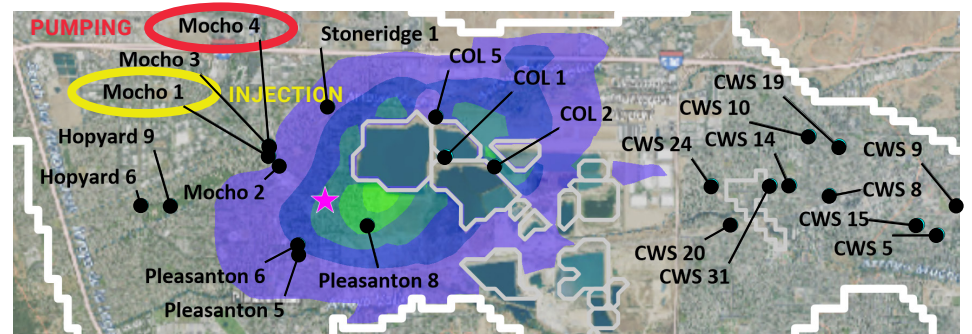 PUMPING
Mocho 4
Stoneridge 1
Mocho 3
COL 5
Mocho 1
INJECTION
COL 1
CWS 19
CWS 10
COL 2
Hopyard 9
CWS 24
CWS 14
CWS 9
Hopyard 6
Mocho 2
CWS 8
CWS 15
CWS 5
CWS 20
CWS 31
Pleasanton 6
Pleasanton 8
Pleasanton 5